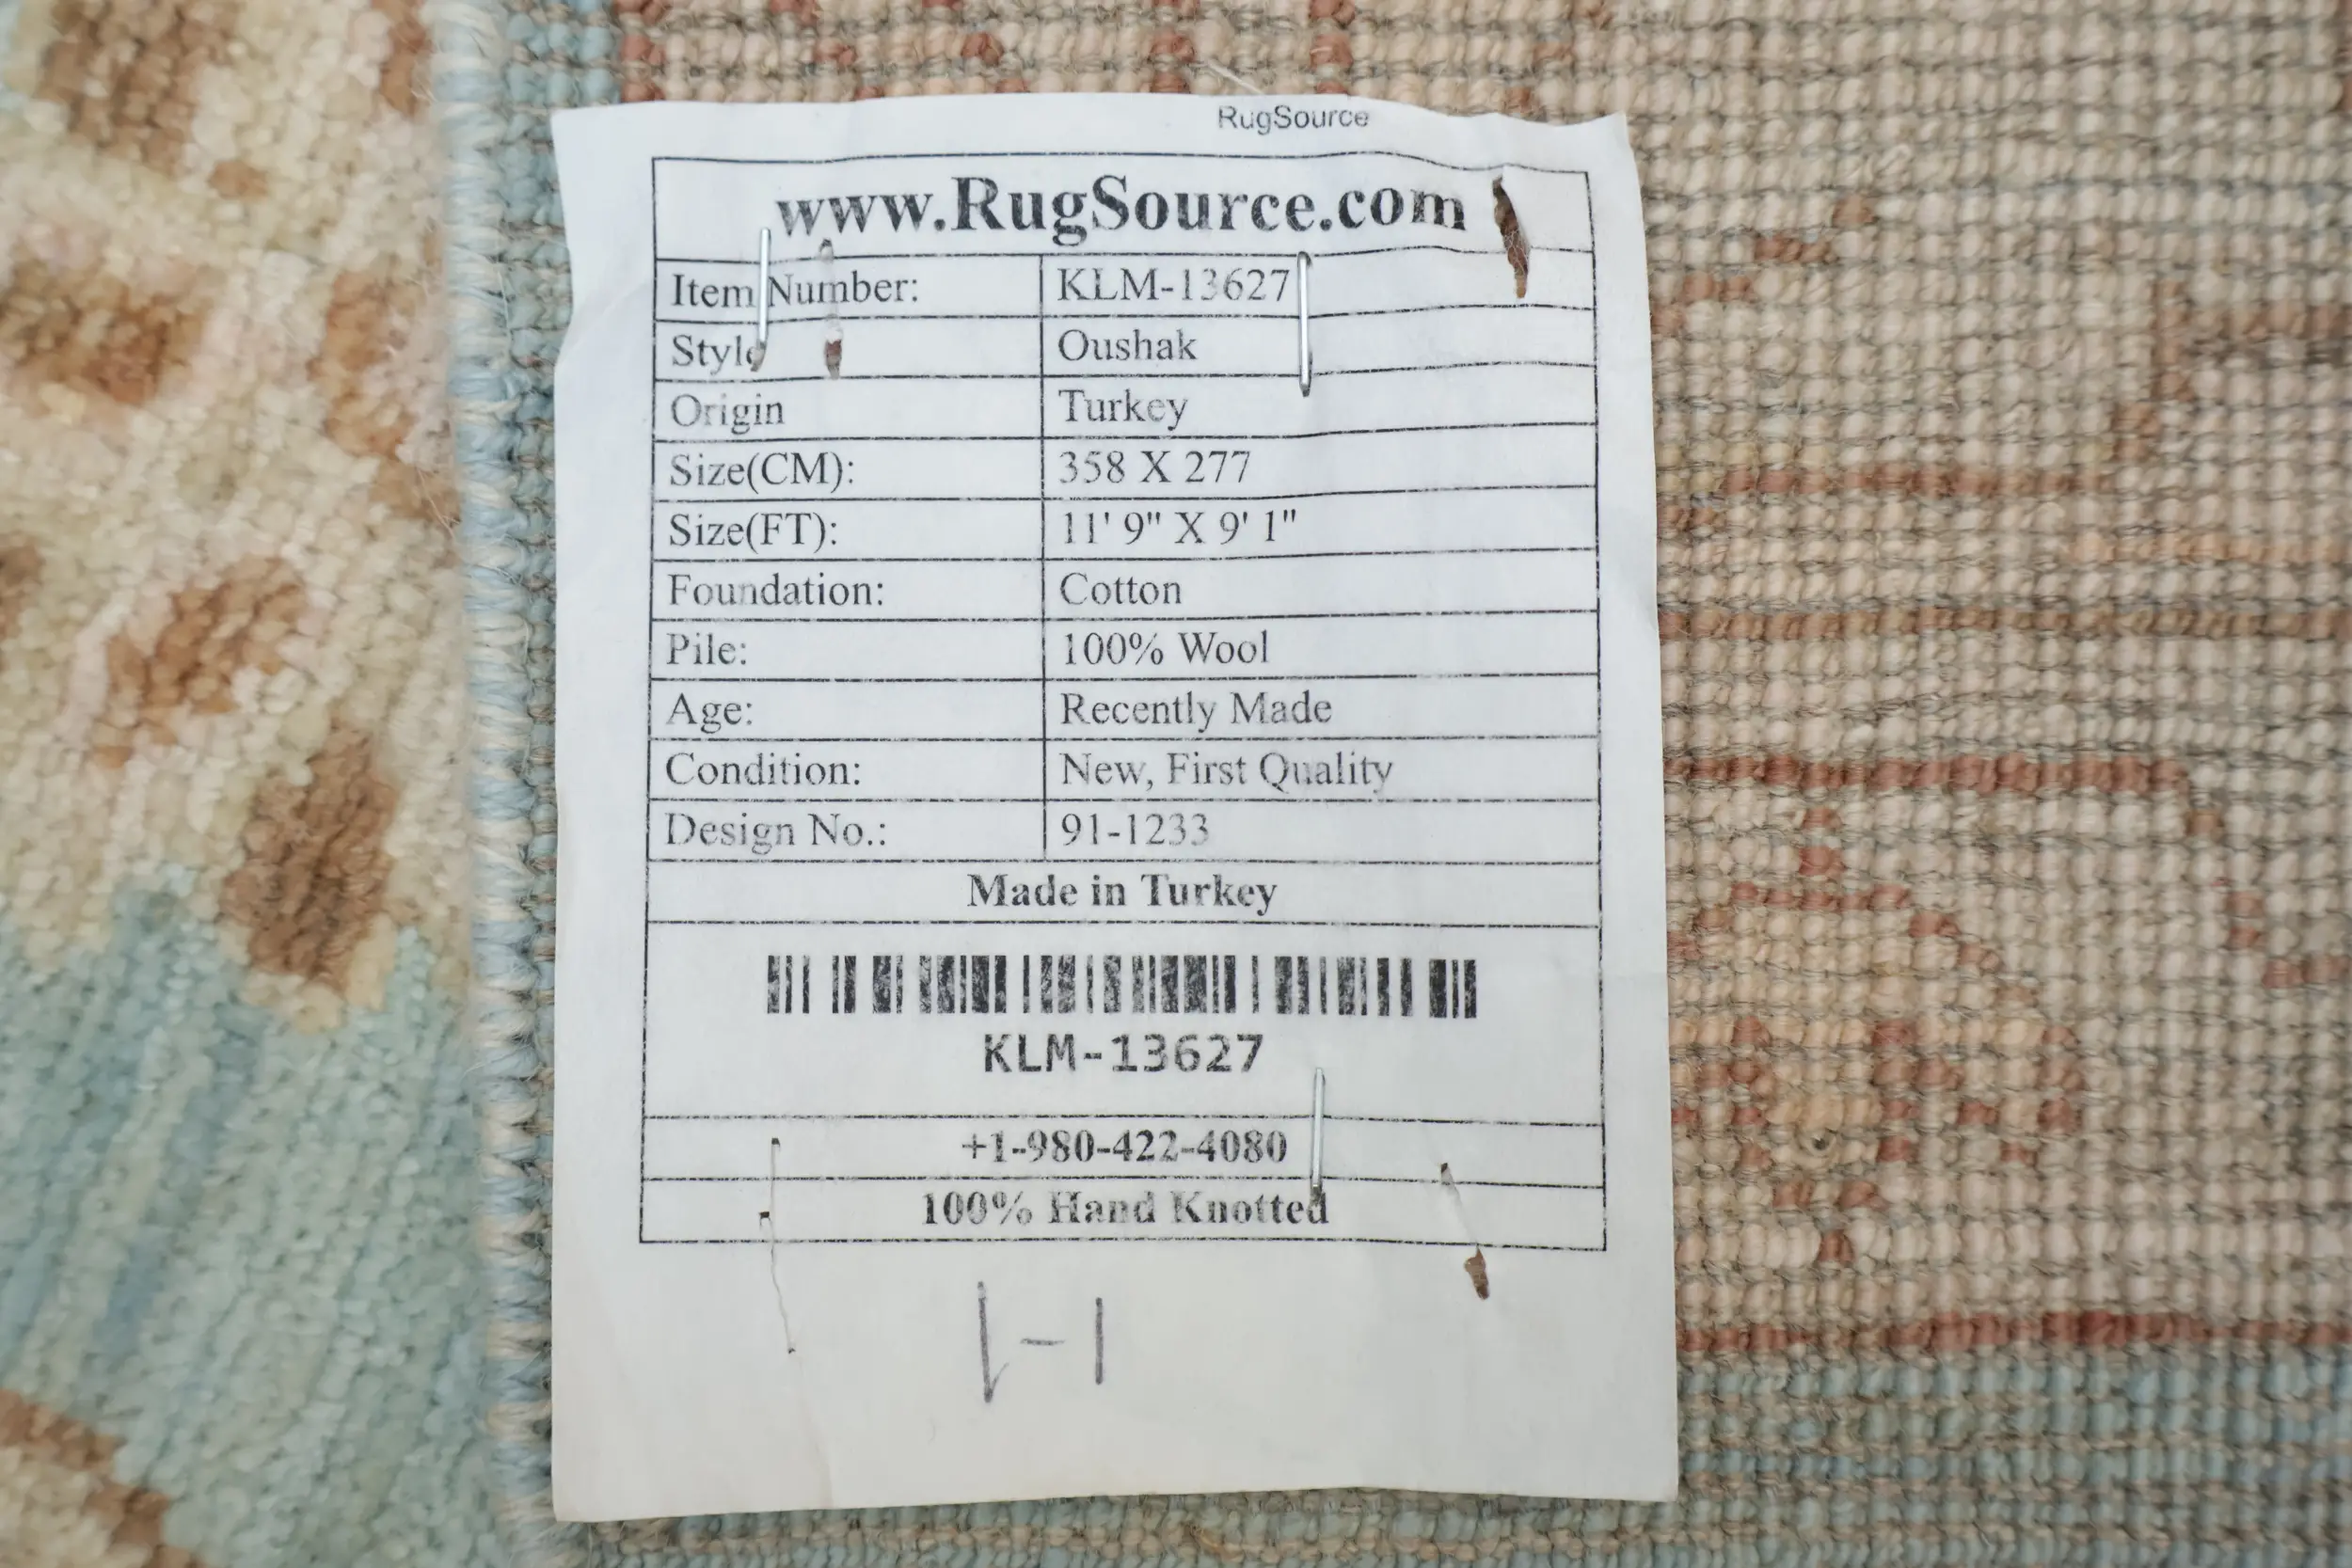 RugSource
www.RugSource.com
Item Number: KLM-13627
Style Oushak
Origin Turkey
Size(CM): 358 X 277
Size(FT): 11' 9" X 9' 1"
Foundation: Cotton
Pile: 100% Wool
Age: Recently Made
Condition: New, First Quality
Design No.: 91-1233
Made in Turkey
KLM-13627
+1-980-422-4080
100% Hand Knotted
1-1